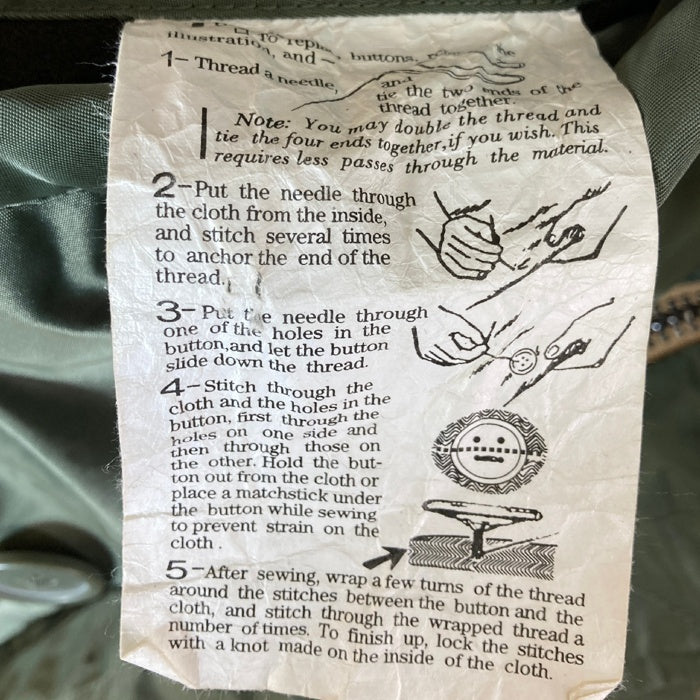 ☐ To
illustration, and buttons,
1– Thread a needle, and
tie the two ends of the
thread together.
Note: You may double the thread and
tie the four ends together,if you wish. This
requires less passes through the material.
2–Put the needle through
the cloth from the inside,
and stitch several times
to anchor the end of the
thread.
3– Put the needle through
one of the holes in the
button,and let the button
slide down the thread.
4–Stitch through the
cloth and the holes in the
button, first through the
holes on one side and
then through those on
the other. Hold the but-
ton out from the cloth or
place a matchstick under
the button while sewing
to prevent strain on the
cloth .
5–After sewing, wrap a few turns of the thread
around the stitches between the button and the
cloth, and stitch through the wrapped thread a
number of times. To finish up, lock the stitches
with a knot made on the inside of the cloth.